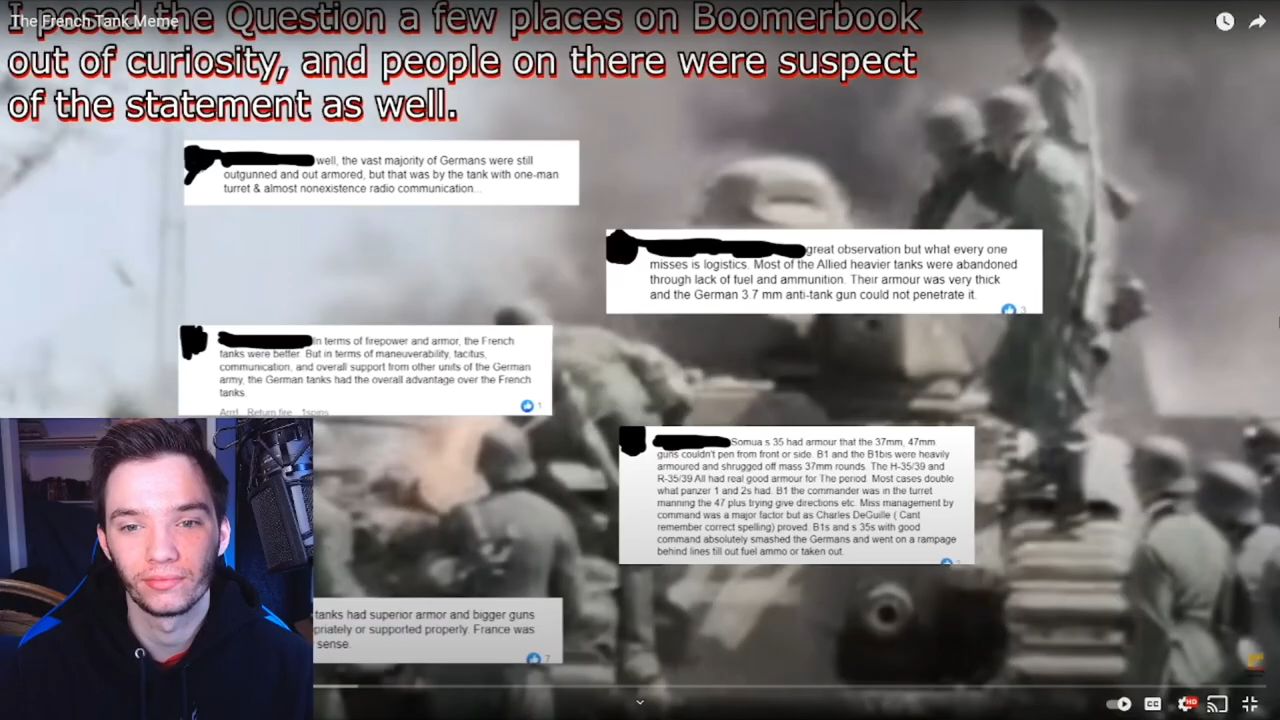 The French Tank Meme
I posed the Question a few places on Boomerbook
out of curiosity, and people on there were suspect
of the statement as well.
well, the vast majority of Germans were still
outgunned and out armored, but that was by the tank with one-man
turret & almost nonexistence radio communication...
great observation but what every one
misses is logistics. Most of the Allied heavier tanks were abandoned
through lack of fuel and ammunition. Their armour was very thick
and the German 3.7 mm anti-tank gun could not penetrate it.
3
In terms of firepower and armor, the French
tanks were better. But in terms of maneuverability, tacitus,
communication, and overall support from other units of the German
army, the German tanks had the overall advantage over the French
tanks.
1
Somua s 35 had armour that the 37mm, 47mm
guns couldn't pen from front or side. B1 and the B1bis were heavily
armoured and shrugged off mass 37mm rounds. The H-35/39 and
R-35/39 All had real good armour for The period. Most cases double
what panzer 1 and 2s had. B1 the commander was in the turret
manning the 47 plus trying give directions etc. Miss management by
command was a major factor but as Charles DeGulle ( Cant
remember correct spelling) proved. B1s and s 35s with good
command absolutely smashed the Germans and went on a rampage
behind lines till out fuel ammo or taken out.
tanks had superior armor and bigger guns
priately or supported properly. France was
sense.
7
CC
HD